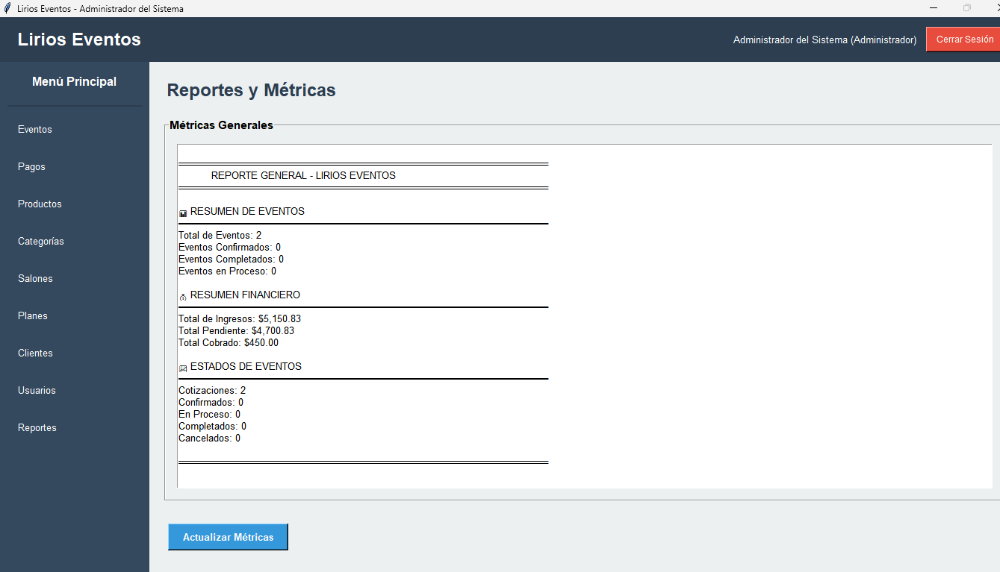 Lirios Eventos - Administrador del Sistema
Lirios Eventos
Administrador del Sistema (Administrador)
Cerrar Sesión
Menú Principal
Eventos
Pagos
Productos
Categorías
Salones
Planes
Clientes
Usuarios
Reportes
Reportes y Métricas
Métricas Generales
REPORTE GENERAL - LIRIOS EVENTOS
RESUMEN DE EVENTOS
Total de Eventos: 2
Eventos Confirmados: 0
Eventos Completados: 0
Eventos en Proceso: 0
RESUMEN FINANCIERO
Total de Ingresos: $5,150.83
Total Pendiente: $4,700.83
Total Cobrado: $450.00
ESTADOS DE EVENTOS
Cotizaciones: 2
Confirmados: 0
En Proceso: 0
Completados: 0
Cancelados: 0
Actualizar Métricas